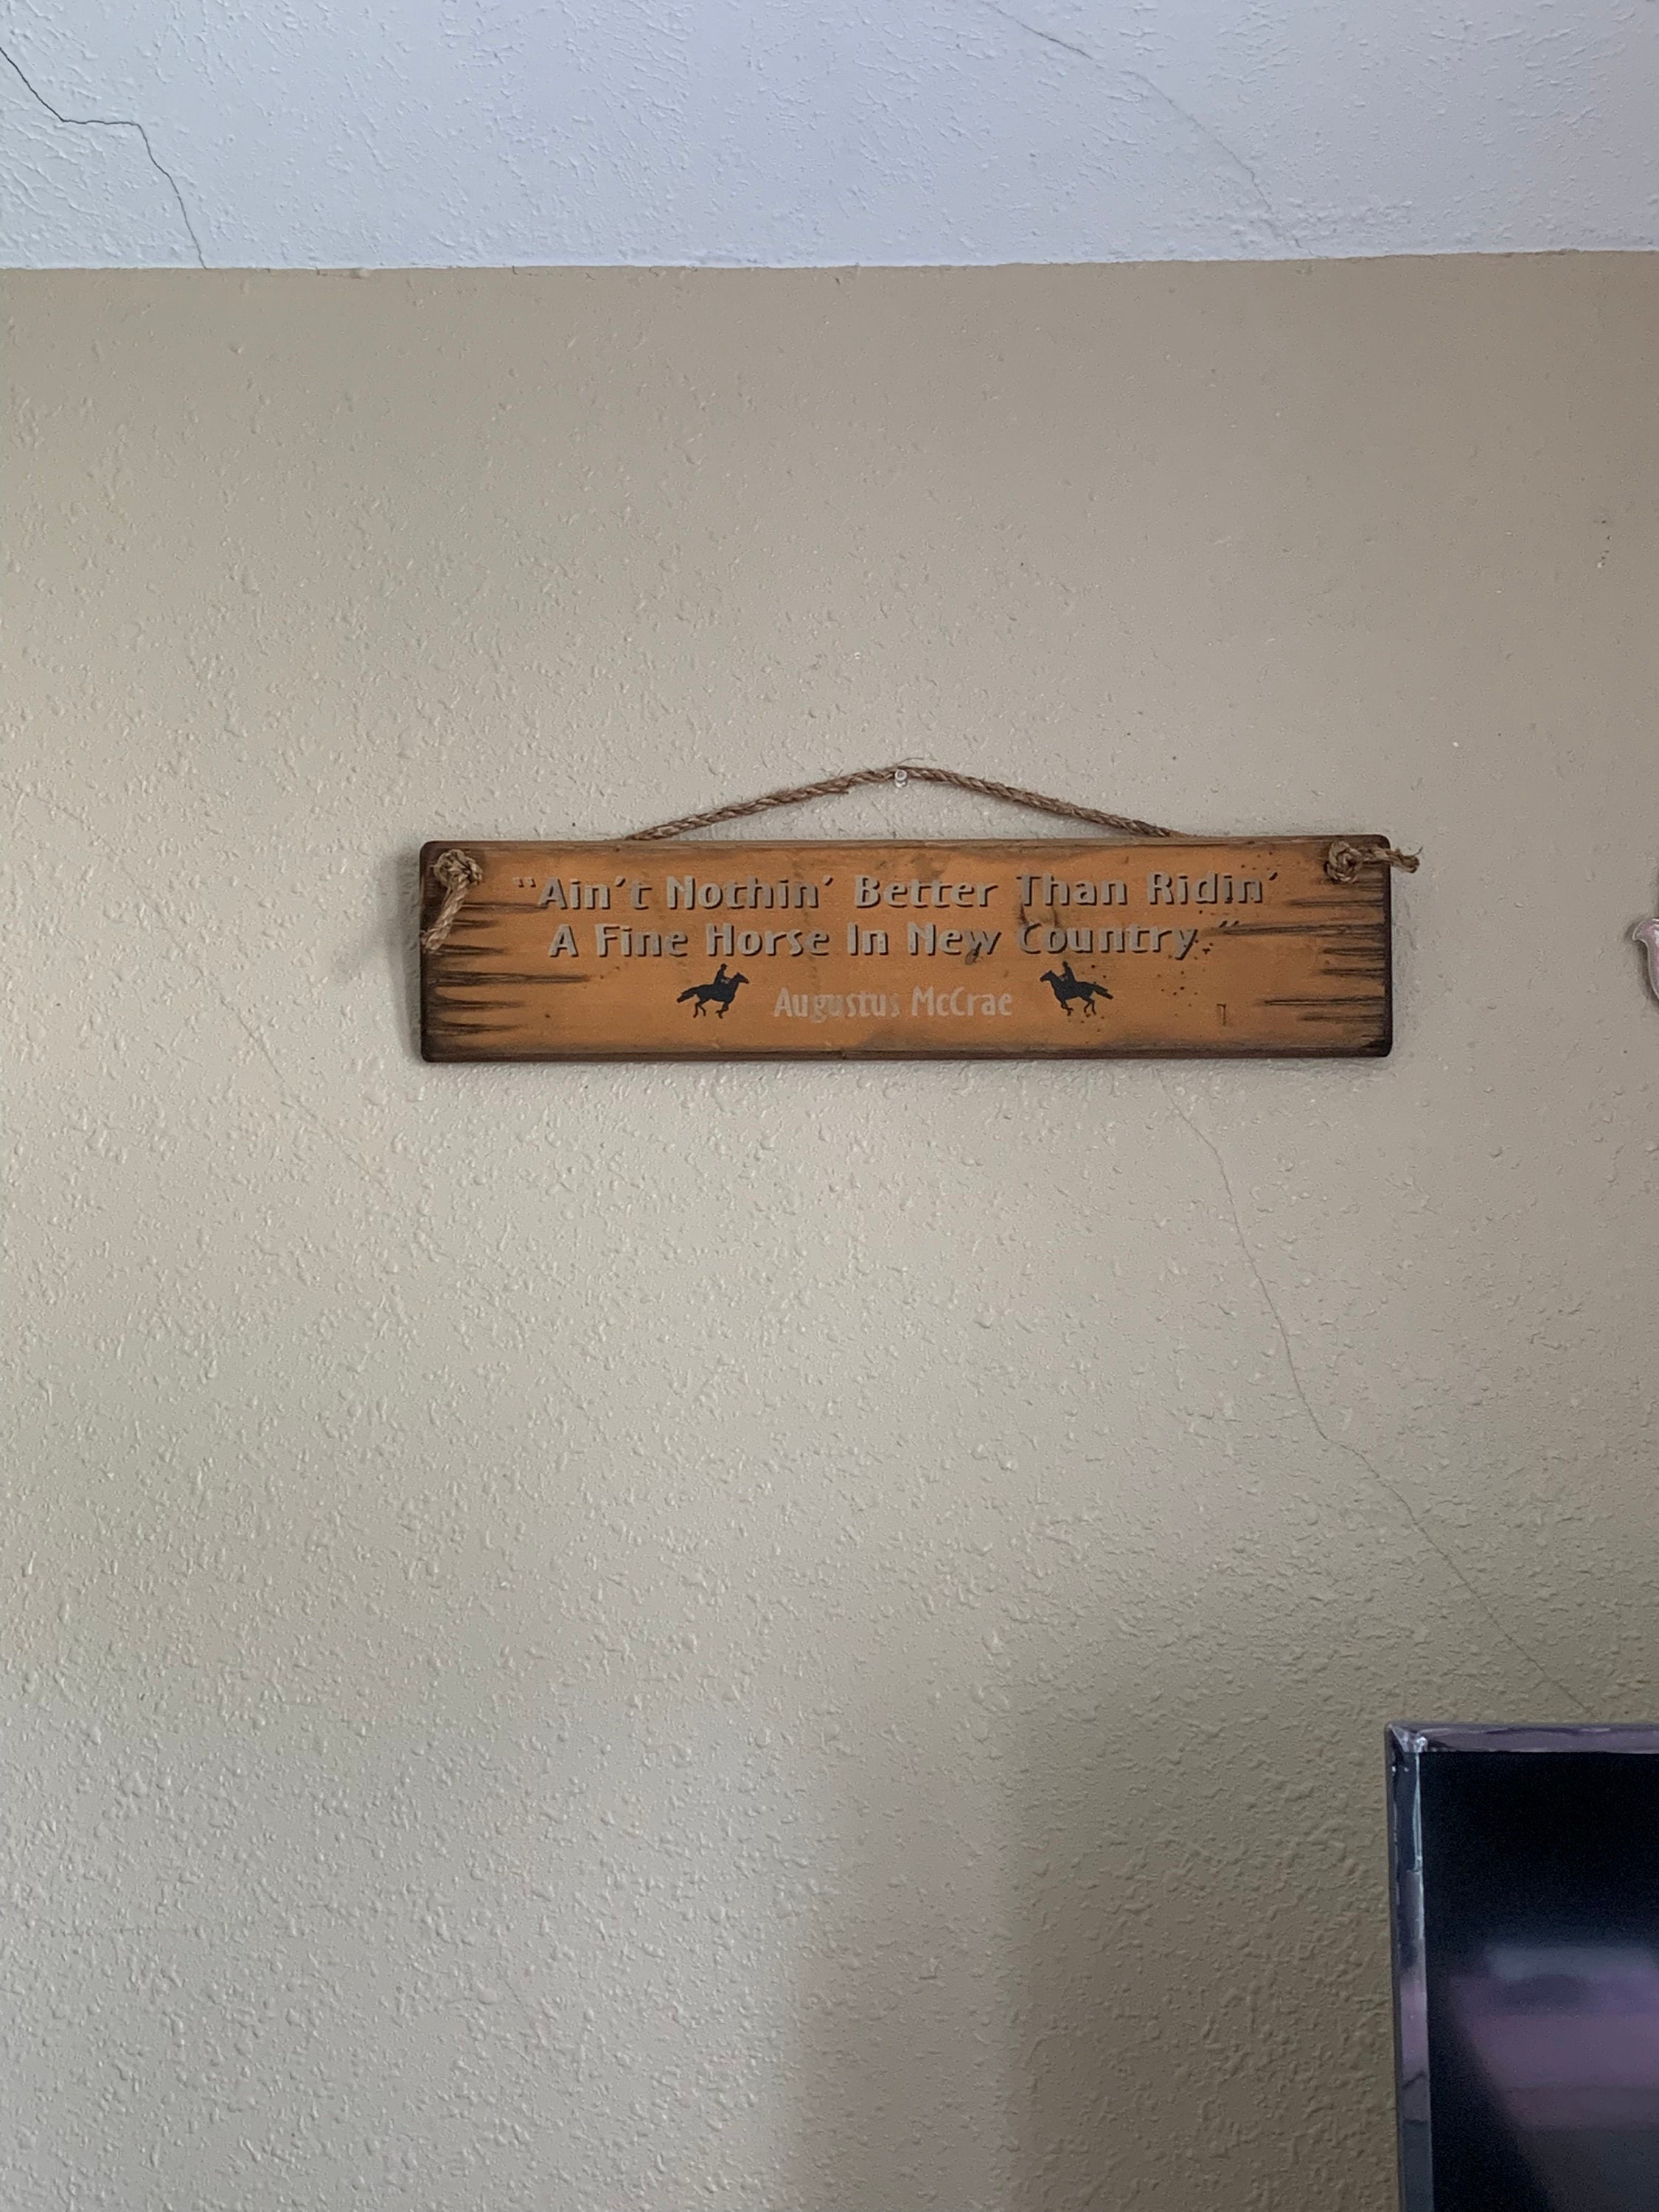 "Ain't Nothin' Better Than Ridin'
A Fine Horse In New Country."
Augustus McCrae